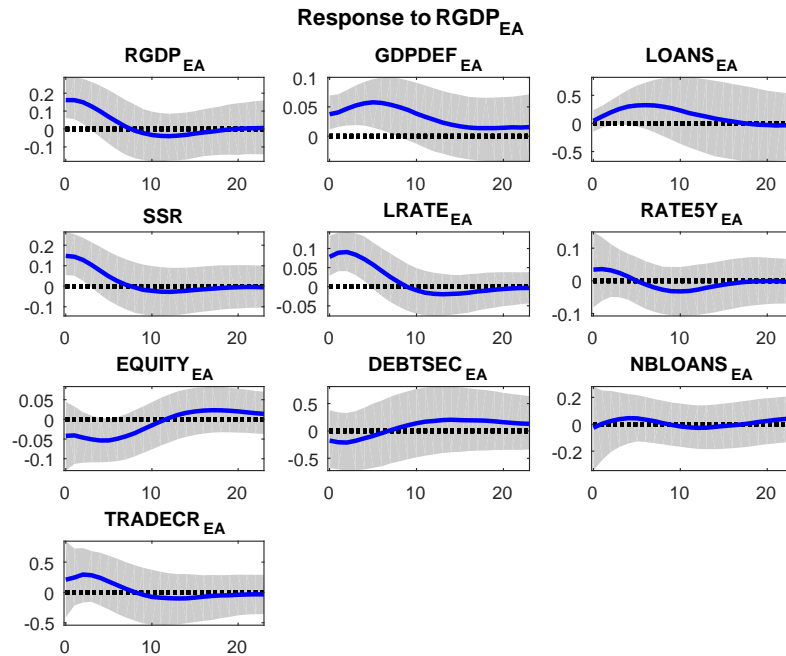 Response to RGDP_EA
RGDP_EA
GDPDEF_EA
LOANS_EA
0.2
0.1
0
-0.1
0 10 20
0.1
0.05
0
0 10 20
0.5
0
-0.5
0 10 20
SSR
LRATE_EA
RATE5Y_EA
0.2
0.1
0
-0.1
0 10 20
0.1
0.05
0
-0.05
0 10 20
0.1
0
-0.1
0 10 20
EQUITY_EA
DEBTSEC_EA
NBLOANS_EA
0.05
0
-0.05
-0.1
0 10 20
0.5
0
-0.5
0 10 20
0.2
0
-0.2
0 10 20
TRADECR_EA
0.5
0
-0.5
0 10 20